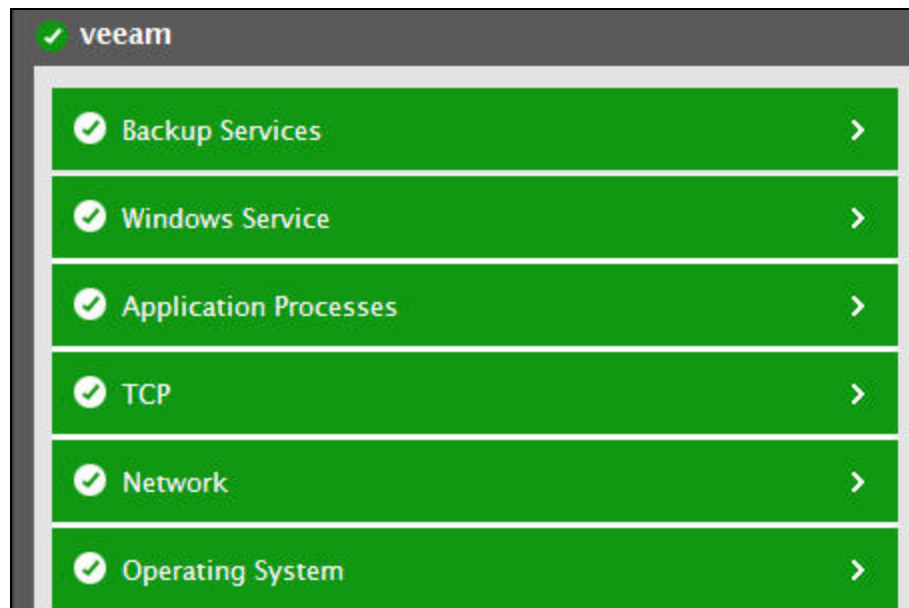 veeam
Backup Services
Windows Service
Application Processes
TCP
Network
Operating System